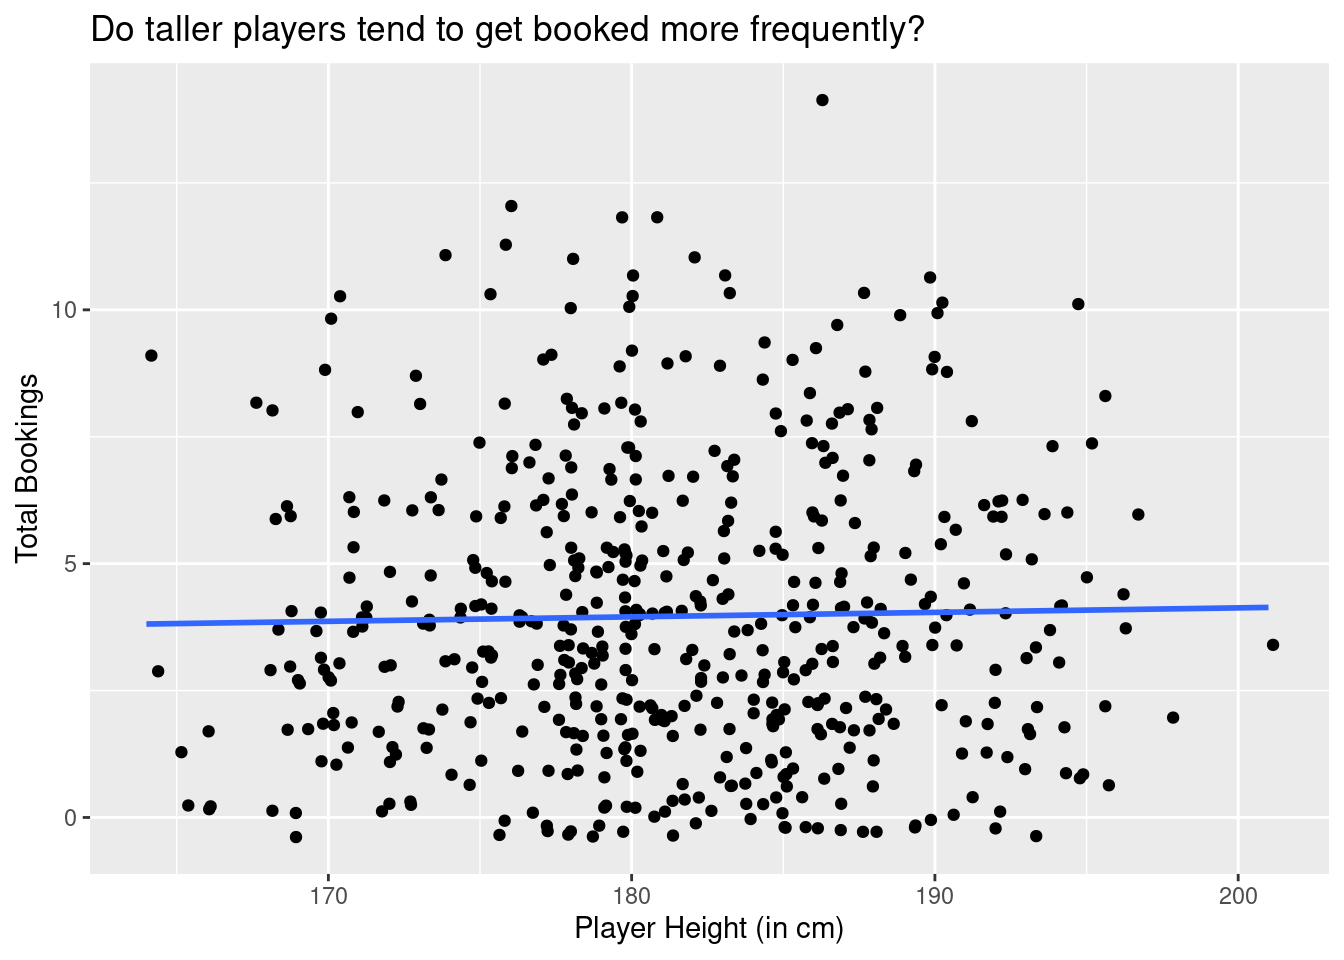 Do taller players tend to get booked more frequently?
Total Bookings
10
5
0
170 180 190 200
Player Height (in cm)